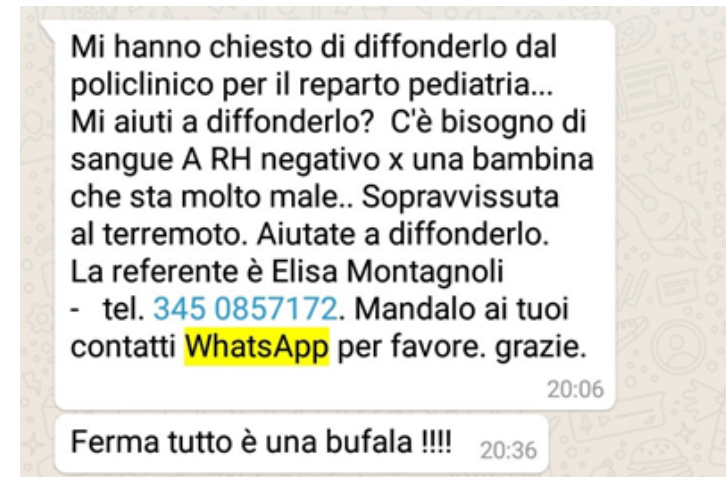 Mi hanno chiesto di diffonderlo dal
policlinico per il reparto pediatria...
Mi aiuti a diffonderlo?  C'è bisogno di
sangue A RH negativo x una bambina
che sta molto male.. Sopravvissuta
al terremoto. Aiutate a diffonderlo.
La referente è Elisa Montagnoli
-  tel. 345 0857172. Mandalo ai tuoi
contatti WhatsApp per favore. grazie.
20:06
Ferma tutto è una bufala !!!! 20:36